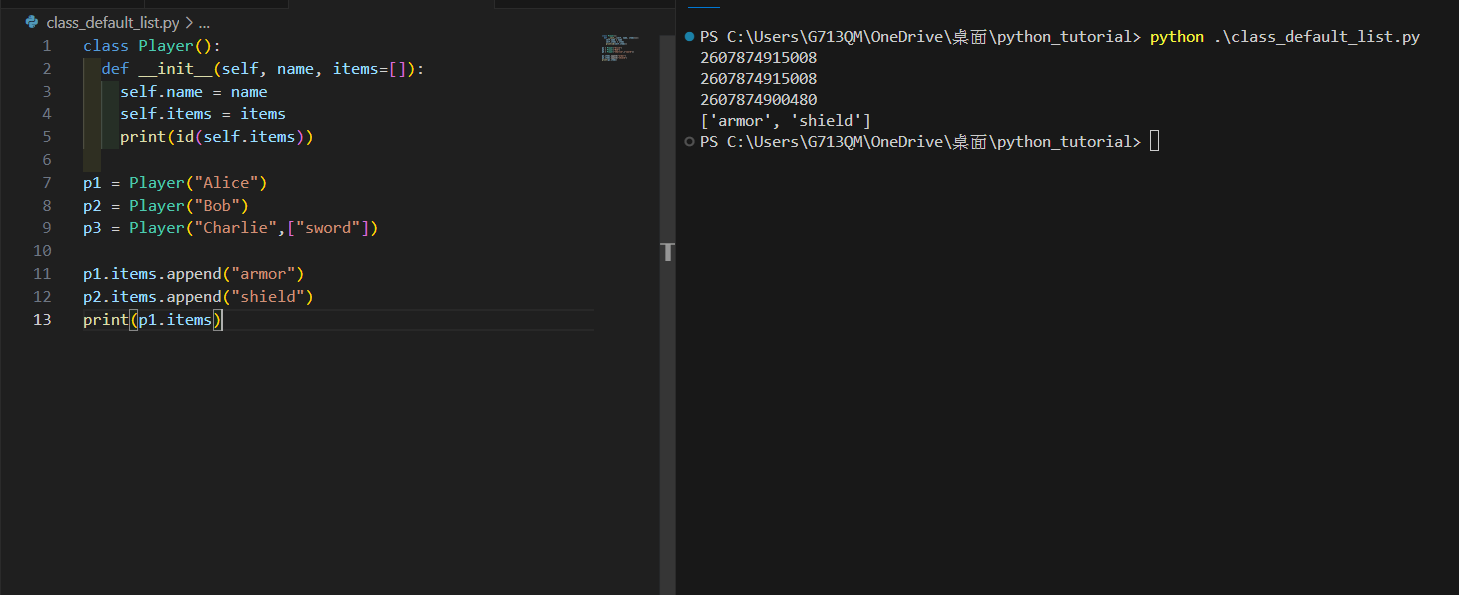 class_default_list.py > ...
1 class Player():
2 def __init__(self, name, items=[]):
3 self.name = name
4 self.items = items
5 print(id(self.items))
6
7 p1 = Player("Alice")
8 p2 = Player("Bob")
9 p3 = Player("Charlie",["sword"])
10
11 p1.items.append("armor")
12 p2.items.append("shield")
13 print(p1.items)
PS C:\Users\G713QM\OneDrive\桌面\python_tutorial> python .\class_default_list.py
2607874915008
2607874915008
2607874900480
['armor', 'shield']
PS C:\Users\G713QM\OneDrive\桌面\python_tutorial>